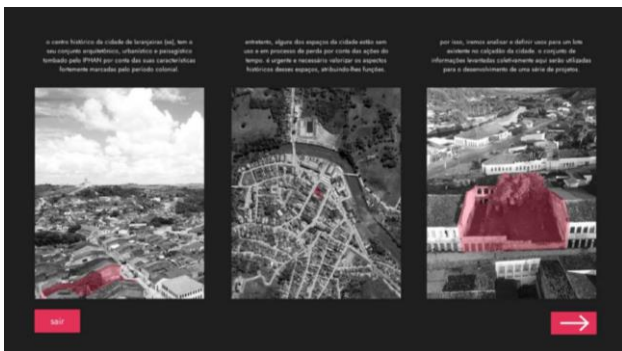 o centro histórico da cidade de laranjeiras (se), tem o
seu conjunto arquitetônico, urbanístico e paisagístico
tombado pelo IPHAN por conta das suas características
fortemente marcadas pelo período colonial.
entretanto, alguns dos espaços da cidade estão sem
uso e em processo de perda por conta das ações do
tempo. é urgente e necessário valorizar os aspectos
históricos desses espaços, atribuindo-lhes funções.
por isso, iremos analisar e definir usos para um lote
existente no calçadão da cidade. o conjunto de
informações levantadas coletivamente aqui serão utilizadas
para o desenvolvimento de uma série de projetos.
sair